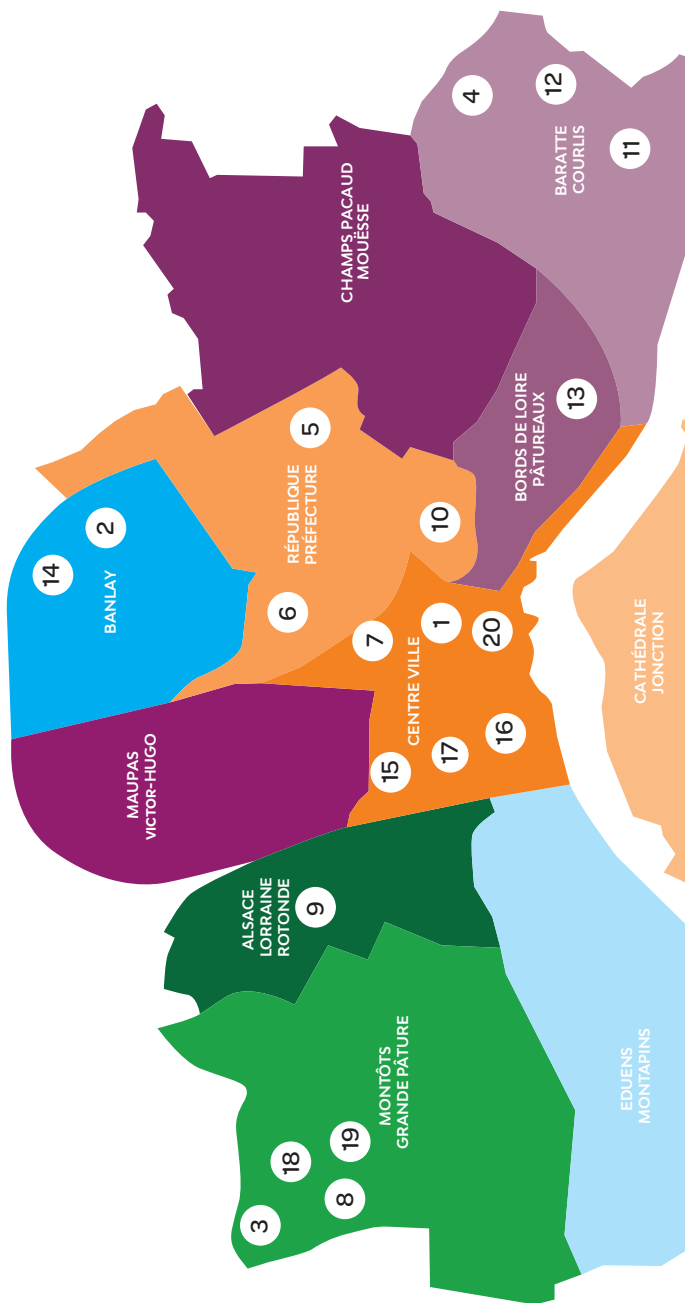 14
2
BANLAY
MAUPAS
VICTOR-HUGO
ALSACE
LORRAINE
ROTONDE
9
3
18
8
19
MONTÔTS
GRANDE PÂTURE
6
RÉPUBLIQUE
PRÉFECTURE
5
10
CHAMPS PACAUD
MOUËSSE
7
15
CENTRE VILLE
1
17
20
16
4
12
BARATTE
COURLIS
11
BORDS DE LOIRE
PÂTUREAUX
13
EDUENS
MONTAPINS
CATHÉDRALE
JONCTION